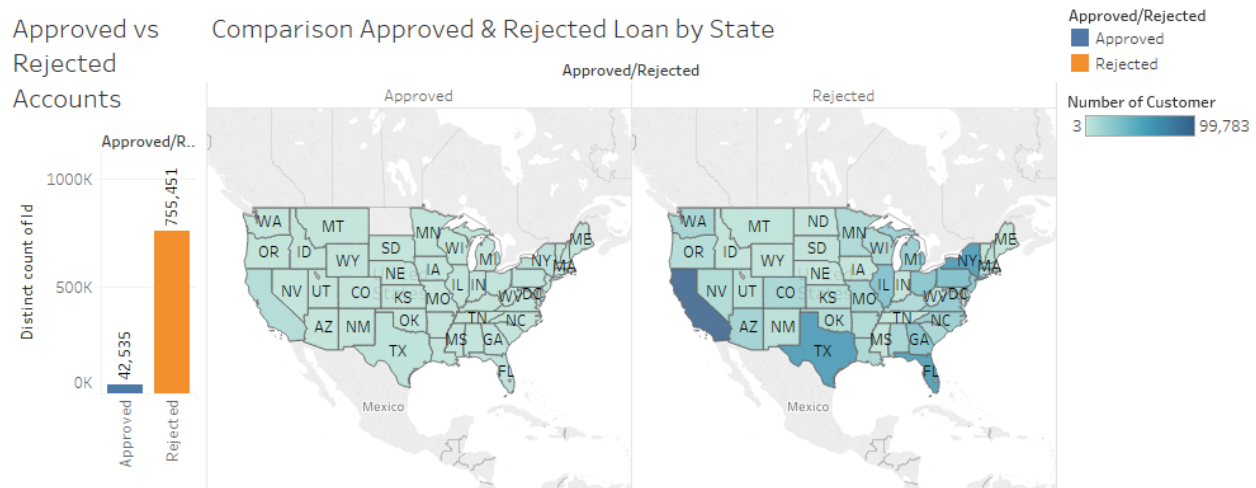 Approved vs
Rejected
Accounts
Approved/R..
Distinct count of Id
1000K
500K
0K
42,535
755,451
Approved
Rejected
Comparison Approved & Rejected Loan by State
Approved/Rejected
Approved
WA
MT
MN
ME
OR
ID
SD
WI
MI
NY
MA
WY
NE
IA
NV
UT
CO
KS
MO
IL
IN
WV
DC
AZ
NM
OK
TN
NC
TX
MS
GA
FL
Mexico
Rejected
WA
MT
ND
MN
ME
OR
ID
SD
WI
MI
NY
MA
WY
NE
IA
NV
UT
CO
KS
MO
IL
IN
WV
DC
AZ
NM
OK
TN
NC
TX
MS
GA
FL
Mexico
Approved/Rejected
Approved
Rejected
Number of Customer
3
99,783